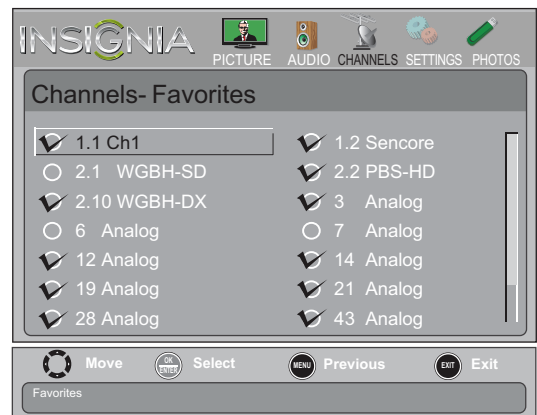 INSIGNIA
PICTURE AUDIO CHANNELS SETTINGS PHOTOS
Channels- Favorites
1.1 Ch1 1.2 Sencore
2.1 WGBH-SD 2.2 PBS-HD
2.10 WGBH-DX 3 Analog
6 Analog 7 Analog
12 Analog 14 Analog
19 Analog 21 Analog
28 Analog 43 Analog
Move OK ENTER Select MENU Previous EXIT Exit
Favorites